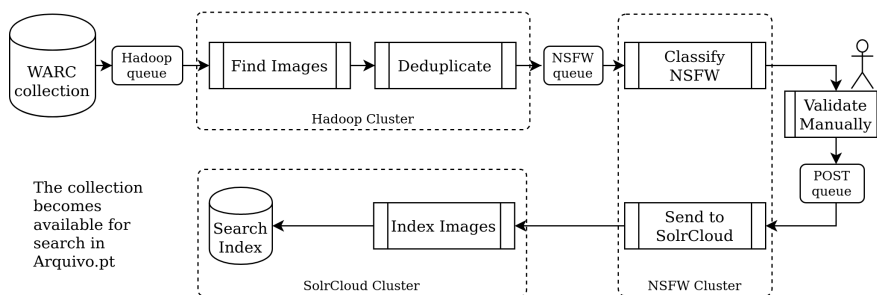 WARC
collection
Hadoop
queue
Find Images
Deduplicate
Hadoop Cluster
NSFW
queue
Classify
NSFW
Validate
Manually
POST
queue
Send to
SolrCloud
NSFW Cluster
Index Images
Search
Index
SolrCloud Cluster
The collection
becomes
available for
search in
Arquivo.pt